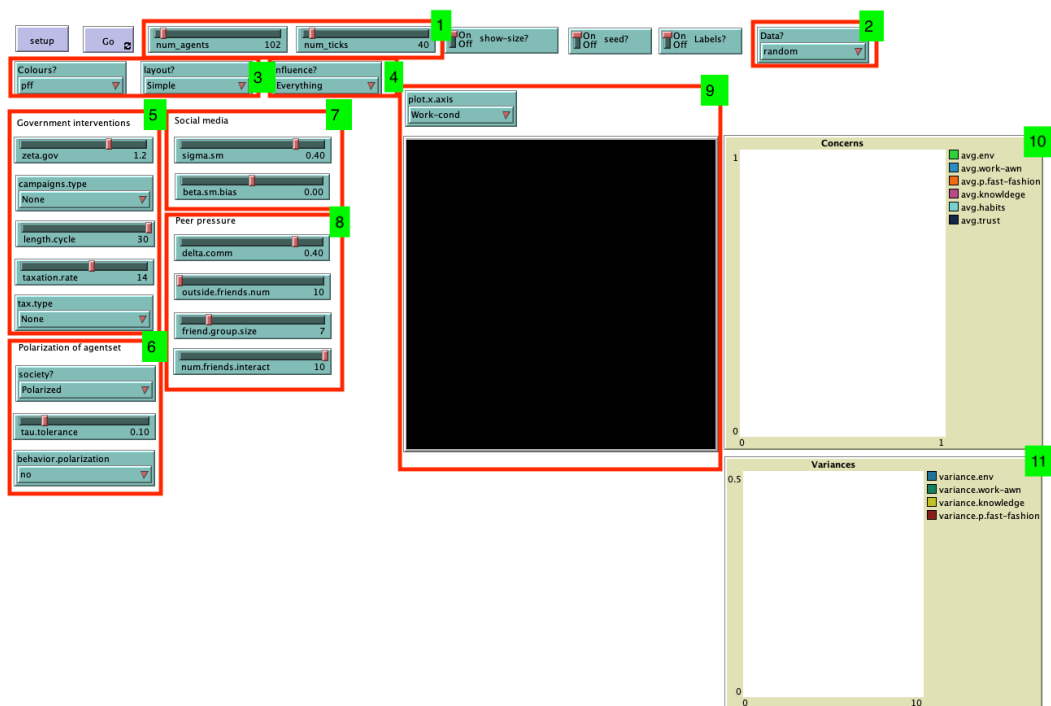 1
setup
Go
num_agents 102
num_ticks 40
On
Off
show-size?
On
Off
seed?
On
Off
Labels?
2
Data?
random
3
Colours?
pff
layout?
Simple
4
nfluence?
Everything
5
Government interventions
zeta.gov 1.2
campaigns.type
None
length.cycle 30
taxation.rate 14
tax.type
None
6
Polarization of agentset
society?
Polarized
tau.tolerance 0.10
behavior.polarization
no
7
Social media
sigma.sm 0.40
beta.sm.bias 0.00
8
Peer pressure
delta.comm 0.40
outside.friends.num 10
friend.group.size 7
num.friends.interact 10
9
plot.x.axis
Work-cond
10
Concerns
1
0
0 1
avg.env
avg.work-awn
avg.p.fast-fashion
avg.knowldege
avg.habits
avg.trust
11
Variances
0.5
0
0 10
variance.env
variance.work-awn
variance.knowledge
variance.p.fast-fashion